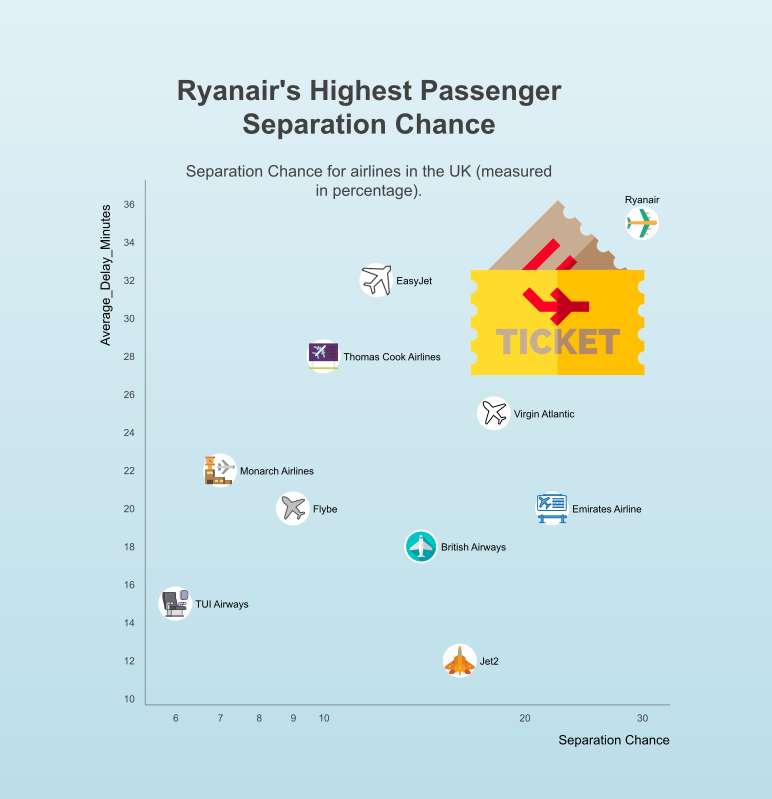 Ryanair's Highest Passenger
Separation Chance
Separation Chance for airlines in the UK (measured
in percentage).
Average_Delay_Minutes
36
34
32
30
28
26
24
22
20
18
16
14
12
10
Ryanair
EasyJet
TICKET
Thomas Cook Airlines
Virgin Atlantic
Monarch Airlines
Flybe
Emirates Airline
British Airways
TUI Airways
Jet2
6 7 8 9 10 20 30
Separation Chance